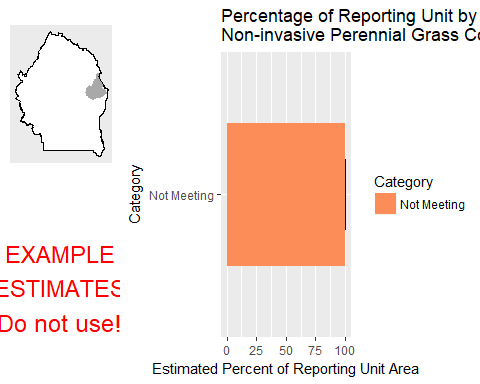 Percentage of Reporting Unit by
Non-invasive Perennial Grass Co
Category
Not Meeting
0 25 50 75 100
Estimated Percent of Reporting Unit Area
Category
Not Meeting
EXAMPLE
ESTIMATES
Do not use!